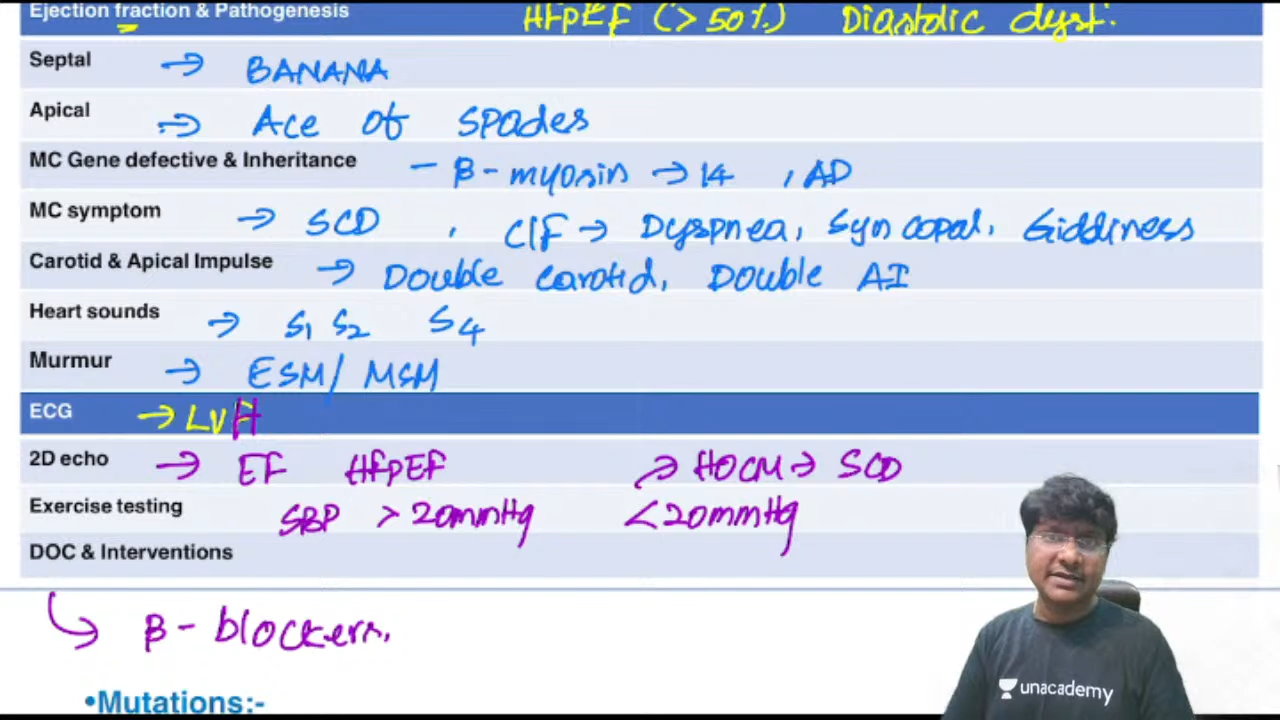 Ejection fraction & Pathogenesis HFpEF (>50%) Diastolic dysf.
Septal → BANANA
Apical → Ace of Spades
MC Gene defective & Inheritance – β-myosin → 14 , AD
MC symptom → SCD , CIF → Dyspnea, Syncopal, Giddiness
Carotid & Apical Impulse → Double carotid, Double AI
Heart sounds → S1 S2 S4
Murmur → ESM/ MSM
ECG → LVH
2D echo → EF HFpEF → HOCM → SCD
Exercise testing SBP > 20mmHg < 20mmHg
DOC & Interventions
↳ β- blockers.
•Mutations:-
unacademy